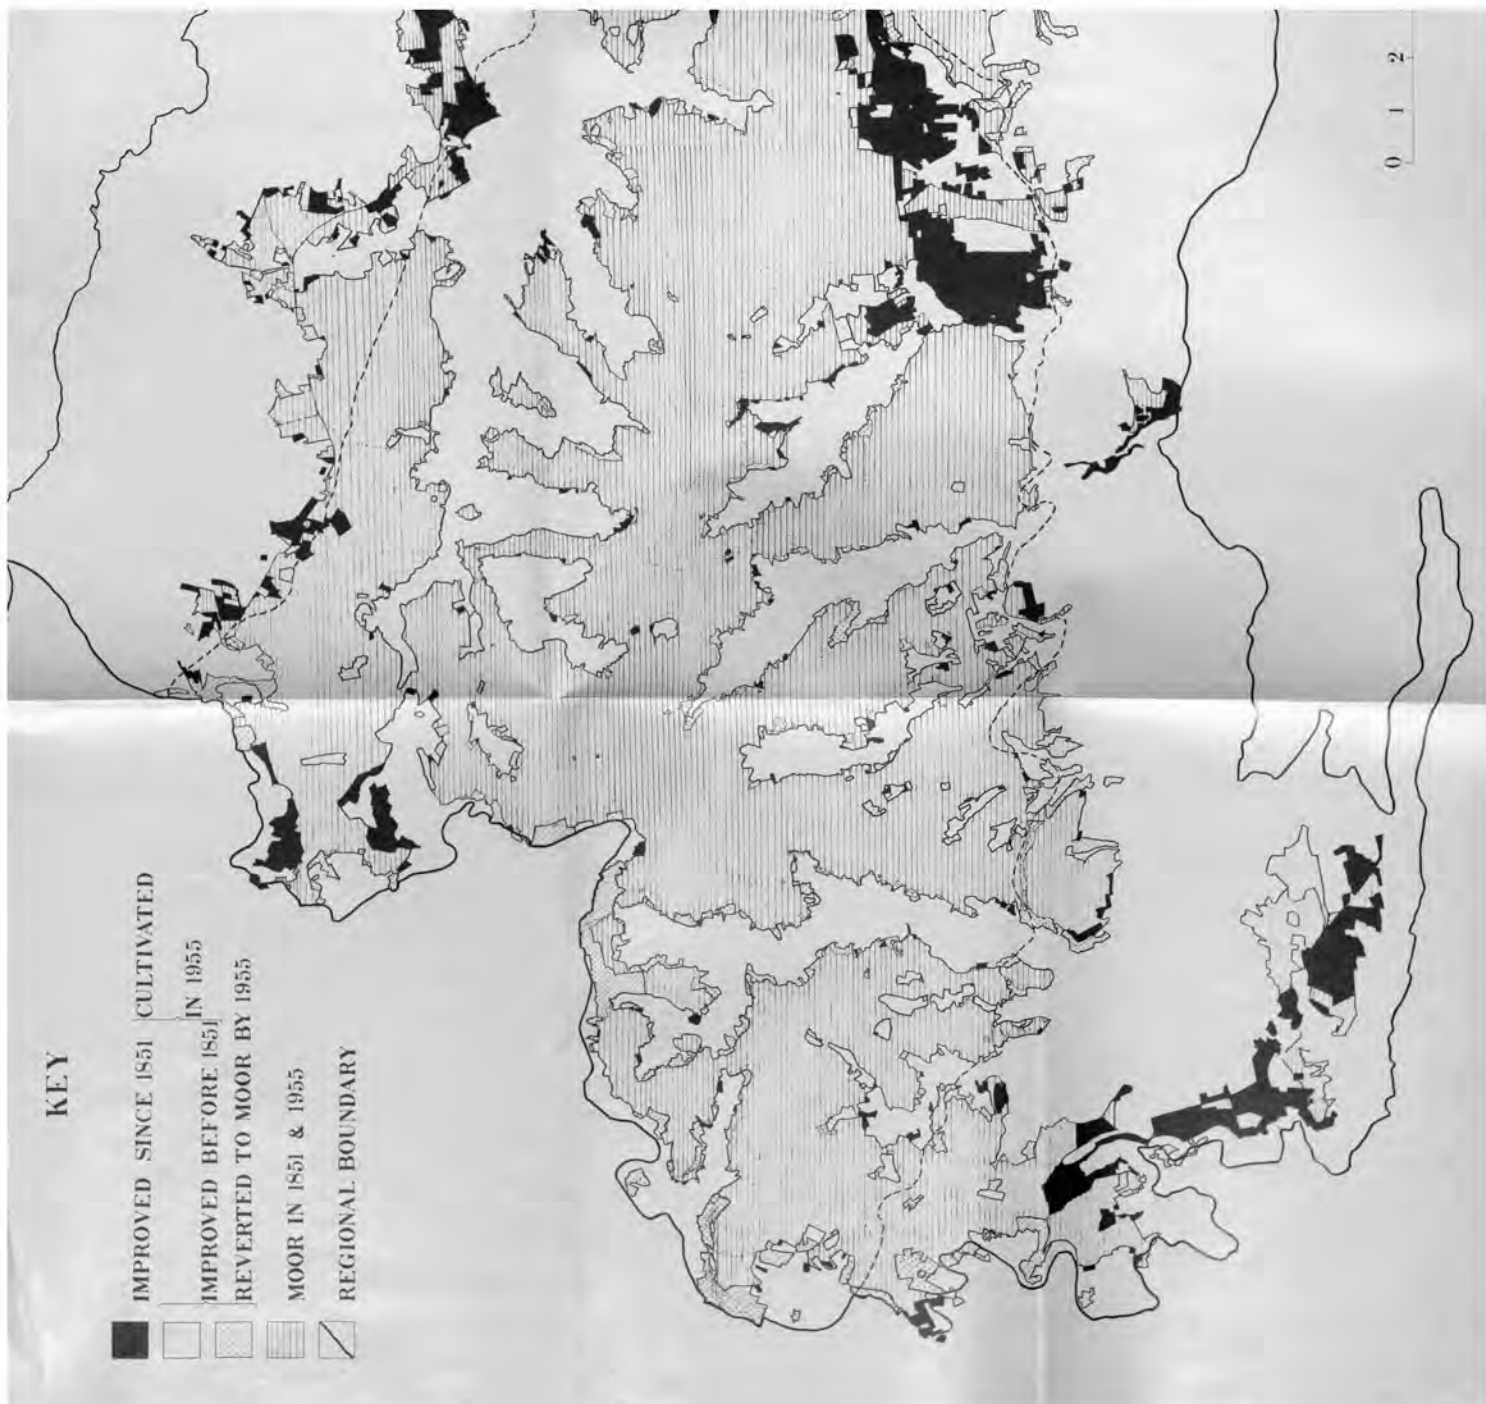 KEY
IMPROVED SINCE 1851 CULTIVATED
IN 1955
IMPROVED BEFORE 1851
REVERTED TO MOOR BY 1955
MOOR IN 1851 & 1955
REGIONAL BOUNDARY
0 1 2